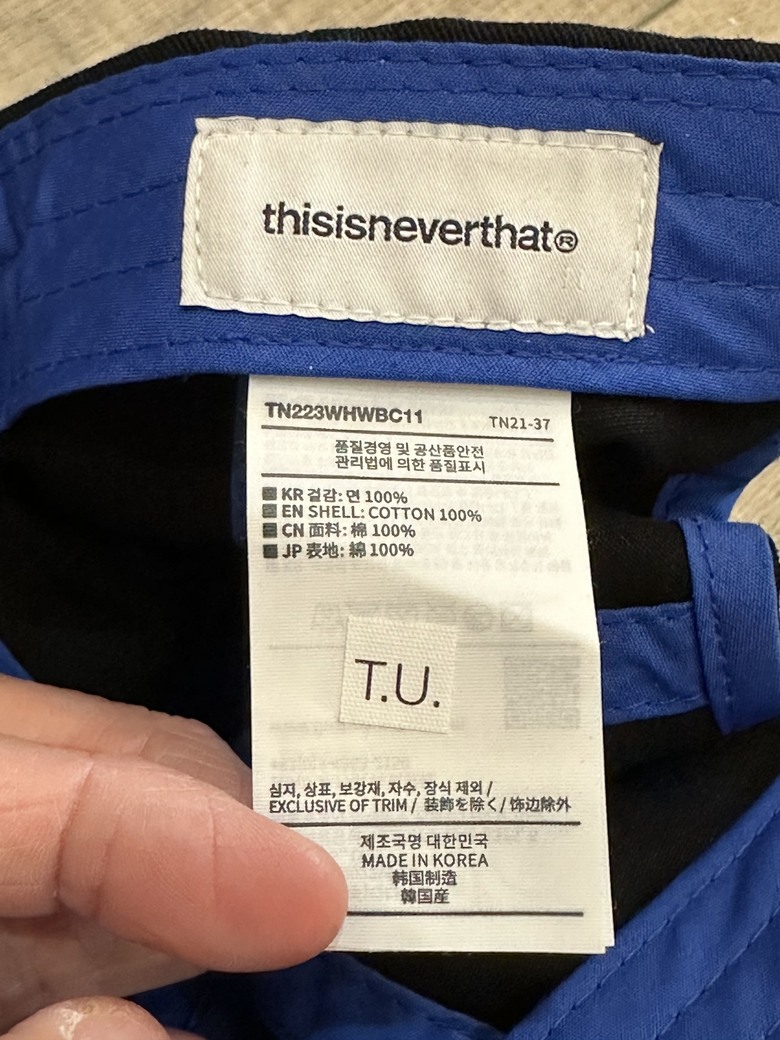 thisisneverthat®
TN223WHWBC11 TN21-37
품질경영 및 공산품안전
관리법에 의한 품질표시
KR 겉감: 면 100%
EN SHELL: COTTON 100%
CN 面料: 棉 100%
JP 表地: 綿 100%
T.U.
심지, 상표, 보강재, 자수, 장식 제외 /
EXCLUSIVE OF TRIM / 装飾を除く/ 饰边除外
제조국명 대한민국
MADE IN KOREA
韩国制造
韓国産